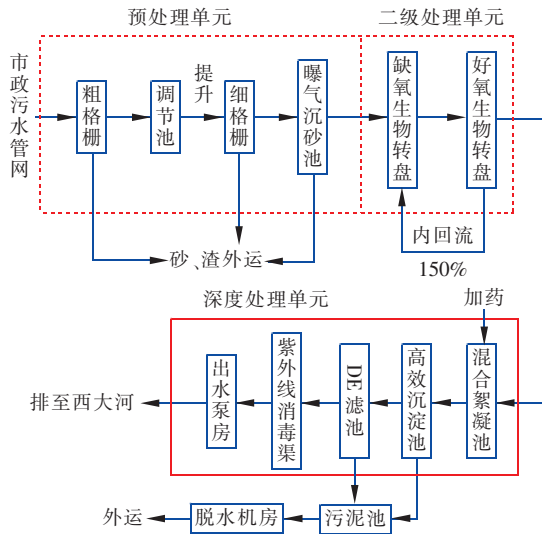 预处理单元
二级处理单元
市政污水管网
粗格栅
调节池
提升
细格栅
曝气沉砂池
缺氧生物转盘
好氧生物转盘
内回流
150%
砂、渣外运
深度处理单元
加药
混合絮凝池
高效沉淀池
DE滤池
紫外线消毒渠
出水泵房
排至西大河
污泥池
脱水机房
外运